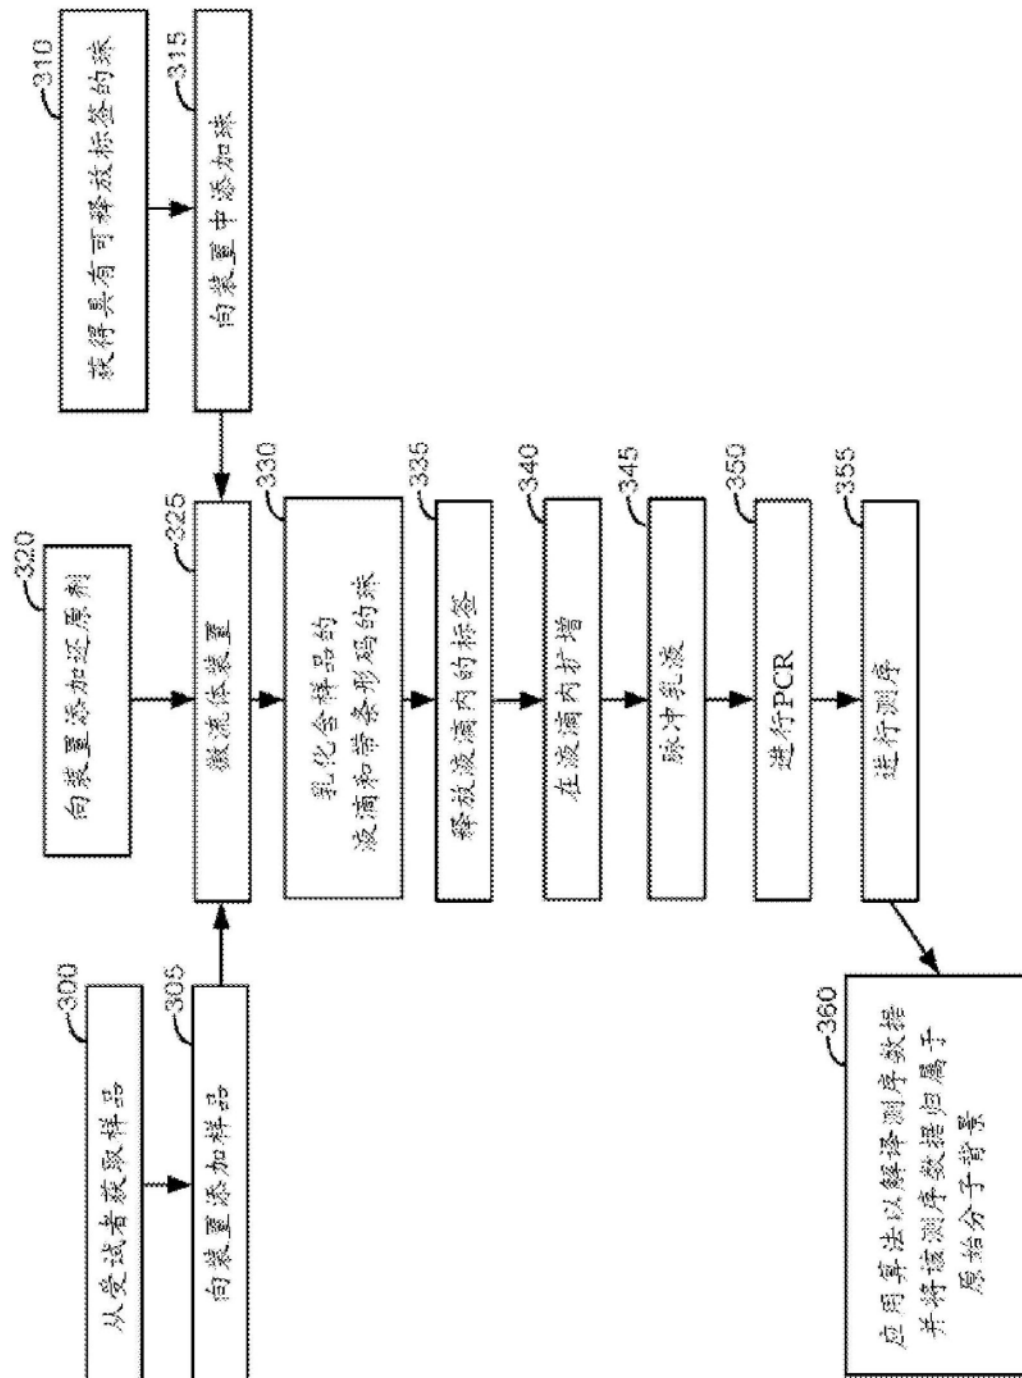 300
从受试者获取样品
305
向装置添加样品
310
获得具有可释放标签的珠
315
向装置中添加珠
320
向装置添加还原剂
325
微流体装置
330
乳化含样品的
液滴和带条形码的珠
335
释放液滴内的标签
340
在液滴内扩增
345
脉冲乳液
350
进行PCR
355
进行测序
360
应用算法以解译测序数据
并将该测序数据归属于
原始分子背景